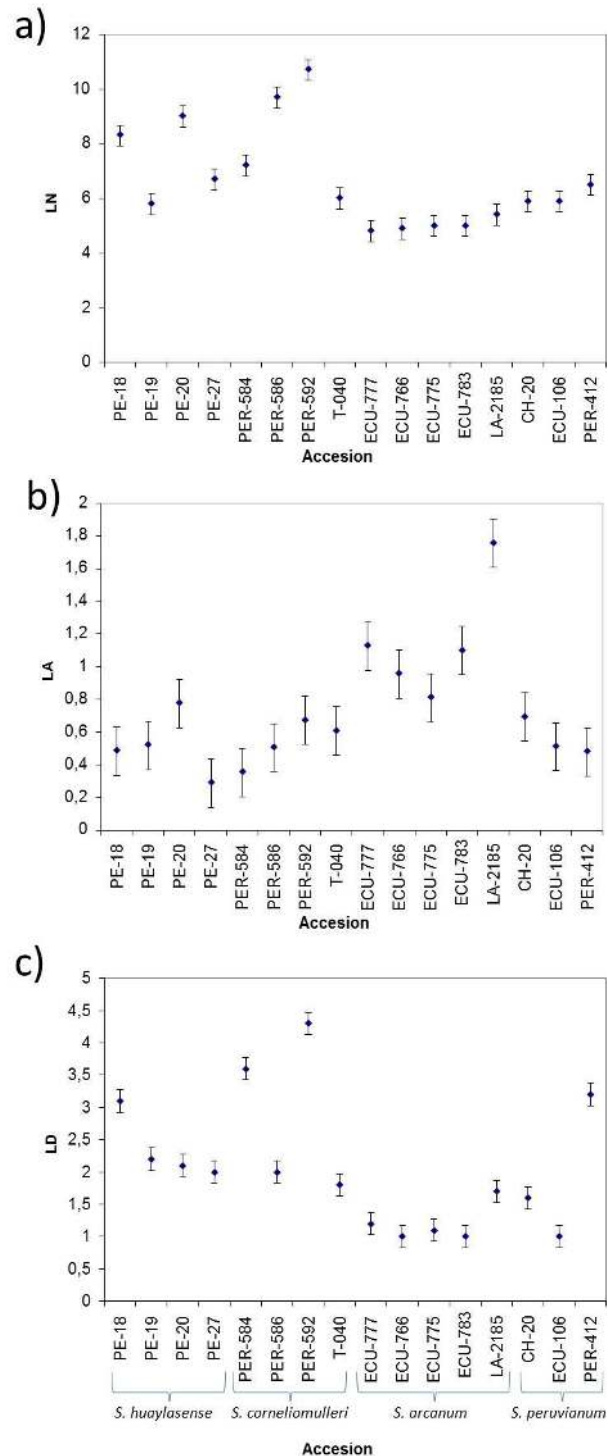 a)
12
10
8
6
4
2
0
LN
PE-18 PE-19 PE-20 PE-27 PER-584 PER-586 PER-592 T-040 ECU-777 ECU-766 ECU-775 ECU-783 LA-2185 CH-20 ECU-106 PER-412
Accesion
b)
2
1,8
1,6
1,4
1,2
1
0,8
0,6
0,4
0,2
0
LA
PE-18 PE-19 PE-20 PE-27 PER-584 PER-586 PER-592 T-040 ECU-777 ECU-766 ECU-775 ECU-783 LA-2185 CH-20 ECU-106 PER-412
Accesion
c)
5
4,5
4
3,5
3
2,5
2
1,5
1
0,5
0
LD
PE-18 PE-19 PE-20 PE-27 PER-584 PER-586 PER-592 T-040 ECU-777 ECU-766 ECU-775 ECU-783 LA-2185 CH-20 ECU-106 PER-412
S. huaylasense S. corneliomulleri S. arcanum S. peruvianum
Accesion